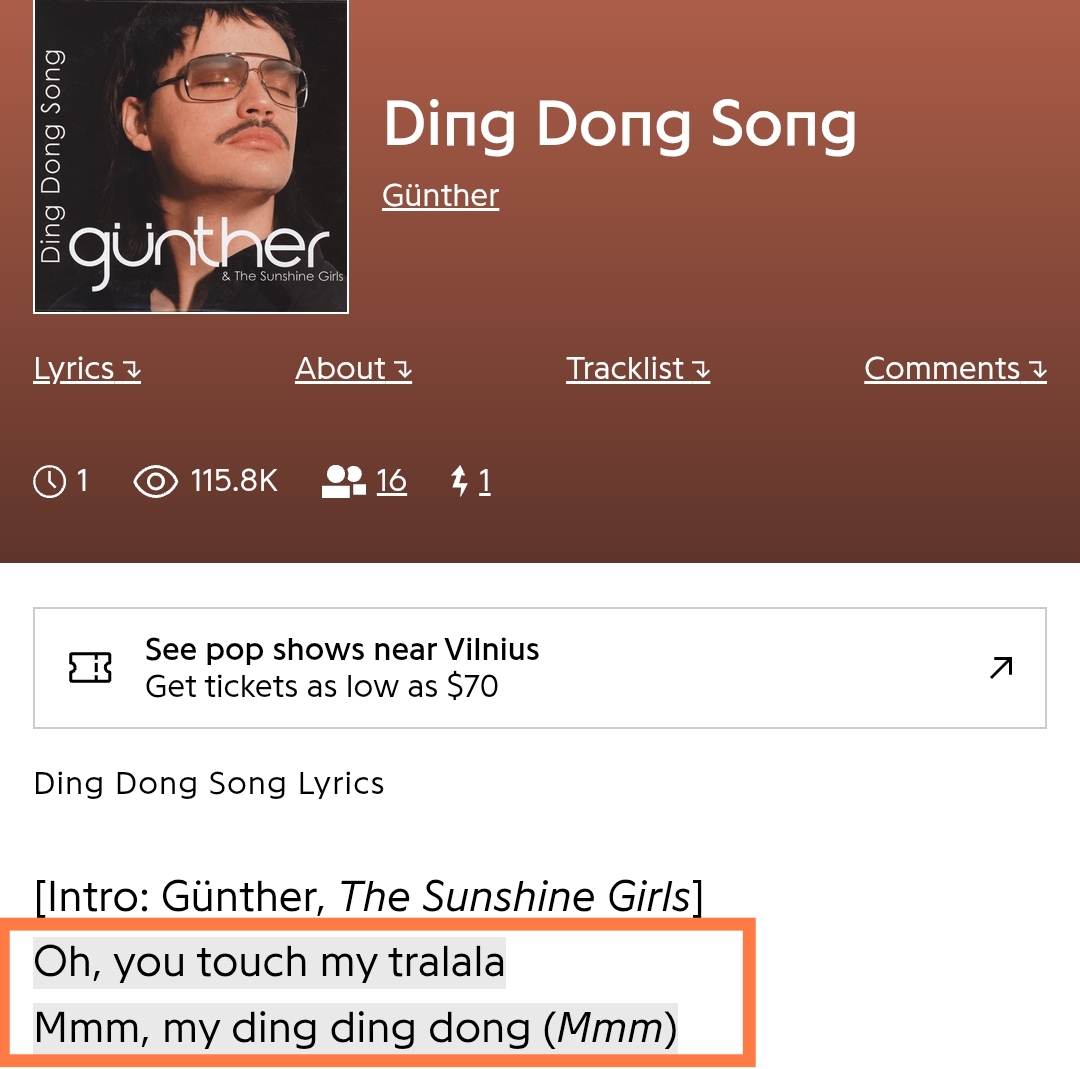 Ding Dong Song
günther
& The Sunshine Girls
Ding Dong Song
Günther
Lyrics
About
Tracklist
Comments
1
115.8K
16
1
See pop shows near Vilnius
Get tickets as low as $70
Ding Dong Song Lyrics
[Intro: Günther, The Sunshine Girls]
Oh, you touch my tralala
Mmm, my ding ding dong (Mmm)